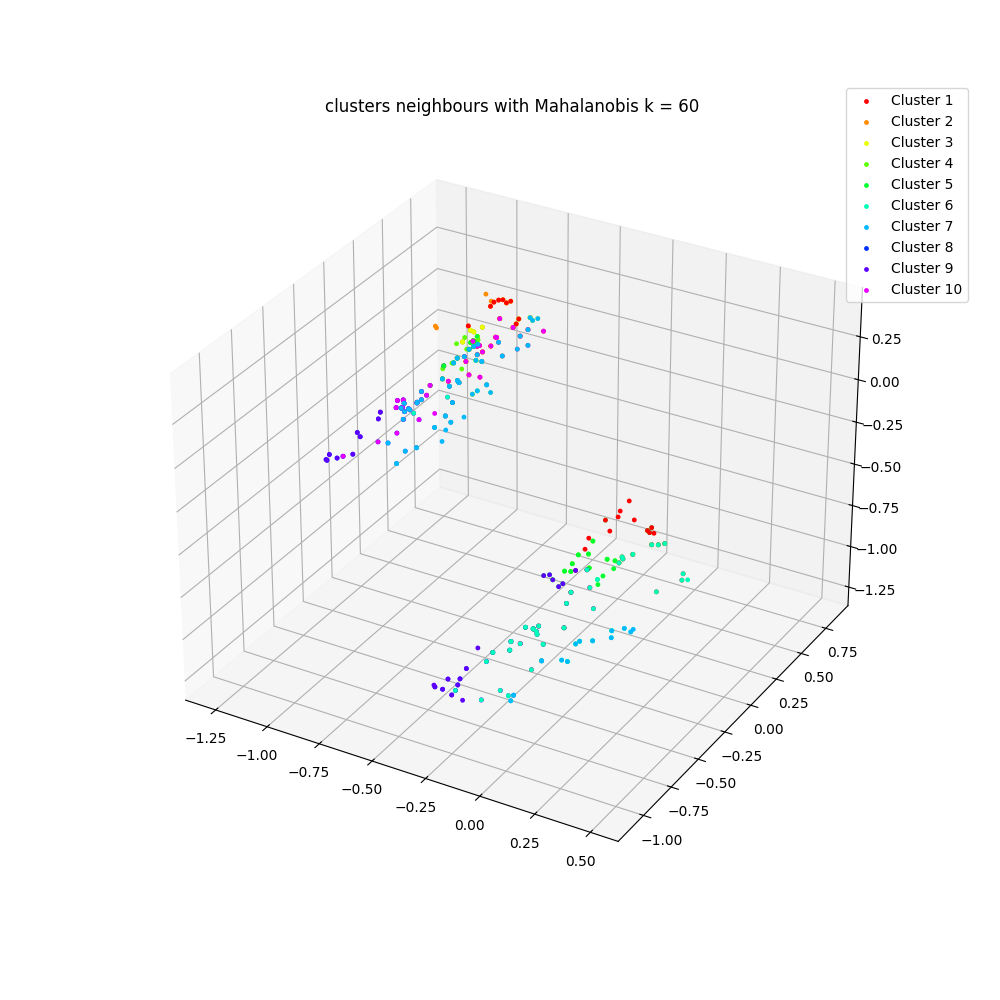 clusters neighbours with Mahalanobis k = 60
Cluster 1
Cluster 2
Cluster 3
Cluster 4
Cluster 5
Cluster 6
Cluster 7
Cluster 8
Cluster 9
Cluster 10
0.25
0.00
−0.25
−0.50
−0.75
−1.00
−1.25
0.75
0.50
0.25
0.00
−0.25
−0.50
−0.75
−1.00
−1.25
−1.00
−0.75
−0.50
−0.25
0.00
0.25
0.50